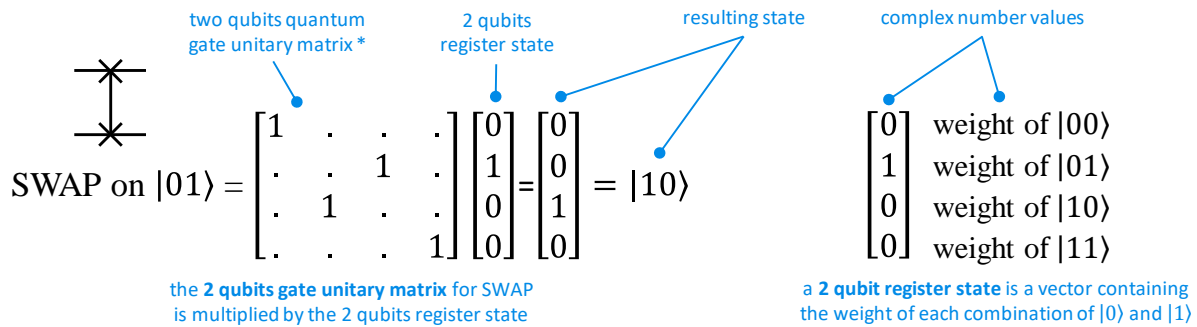 two qubits quantum
gate unitary matrix *
2 qubits
register state
resulting state
complex number values
SWAP on |01⟩ = [1 . . .] [0] = [0] = |10⟩
[. . 1 .] [1] [0]
[. 1 . .] [0] [1]
[. . . 1] [0] [0]
[0] weight of |00⟩
[1] weight of |01⟩
[0] weight of |10⟩
[0] weight of |11⟩
the 2 qubits gate unitary matrix for SWAP
is multiplied by the 2 qubits register state
a 2 qubit register state is a vector containing
the weight of each combination of |0⟩ and |1⟩